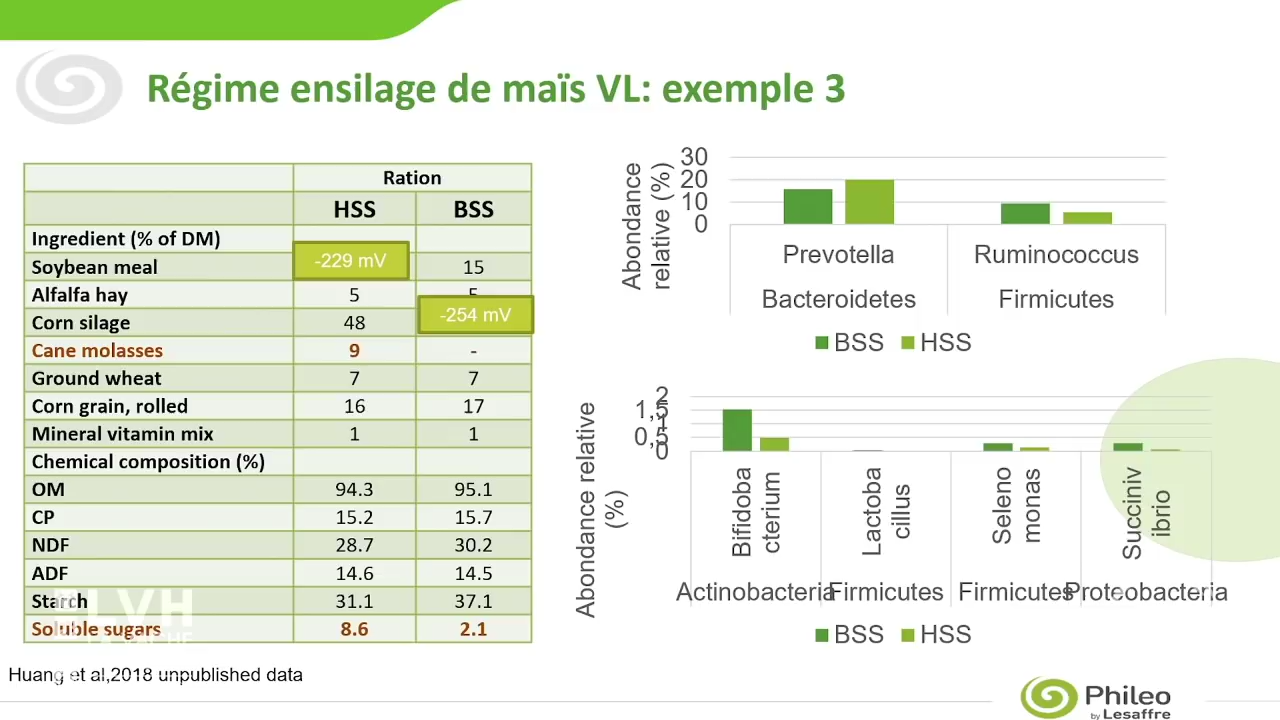 Régime ensilage de maïs VL: exemple 3
Ration
HSS BSS
Ingredient (% of DM)
-229 mV
Soybean meal 15
Alfalfa hay 5
-254 mV
Corn silage 48
Cane molasses 9 -
Ground wheat 7 7
Corn grain, rolled 16 17
Mineral vitamin mix 1 1
Chemical composition (%)
OM 94.3 95.1
CP 15.2 15.7
NDF 28.7 30.2
ADF 14.6 14.5
Starch 31.1 37.1
Soluble sugars 8.6 2.1
Huang et al,2018 unpublished data
Abondance
relative (%)
30
20
10
0
Prevotella Ruminococcus
Bacteroidetes Firmicutes
BSS HSS
Abondance relative
(%)
2
1,5
1
0,5
0
Bifidoba
cterium
Lactoba
cillus
Seleno
monas
Succiniv
ibrio
Actinobacteria Firmicutes Firmicutes Proteobacteria
BSS HSS
LVH
Phileo
by Lesaffre